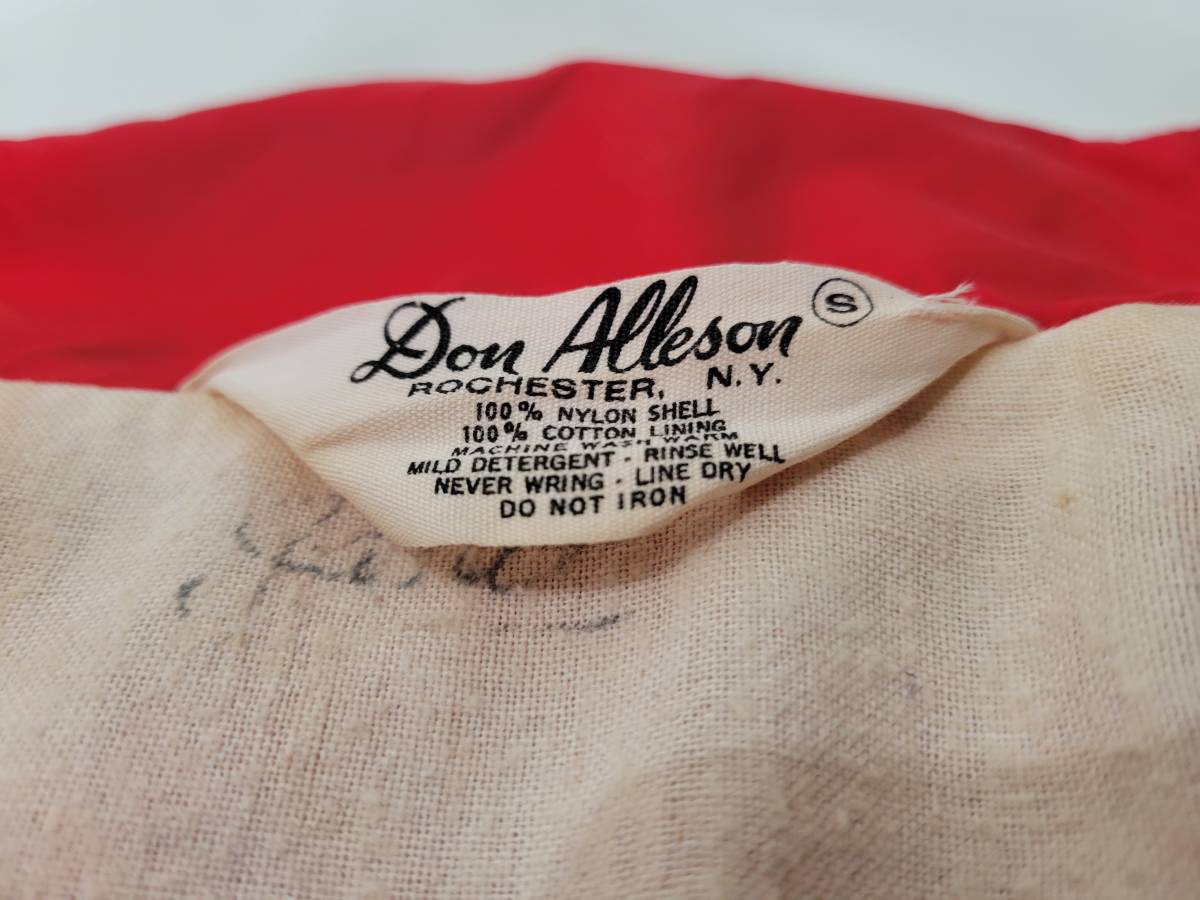 Don Alleson S
ROCHESTER, N.Y.
100% NYLON SHELL
100% COTTON LINING
MACHINE WASH WARM
MILD DETERGENT · RINSE WELL
NEVER WRING · LINE DRY
DO NOT IRON